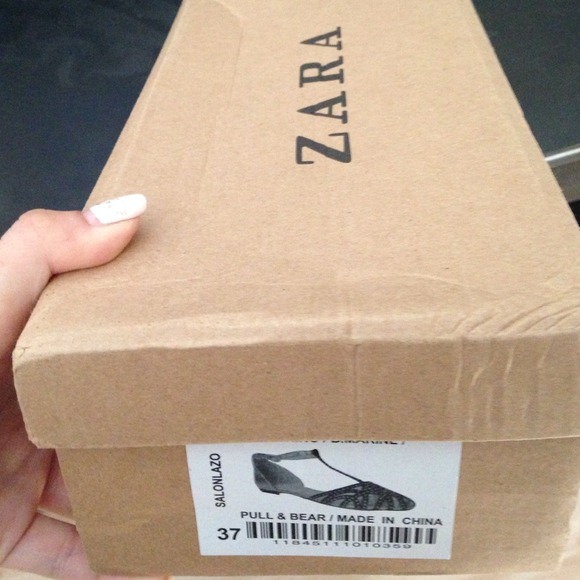 ZARA
SALONLAZO
PULL & BEAR / MADE IN CHINA
37
11845111010359